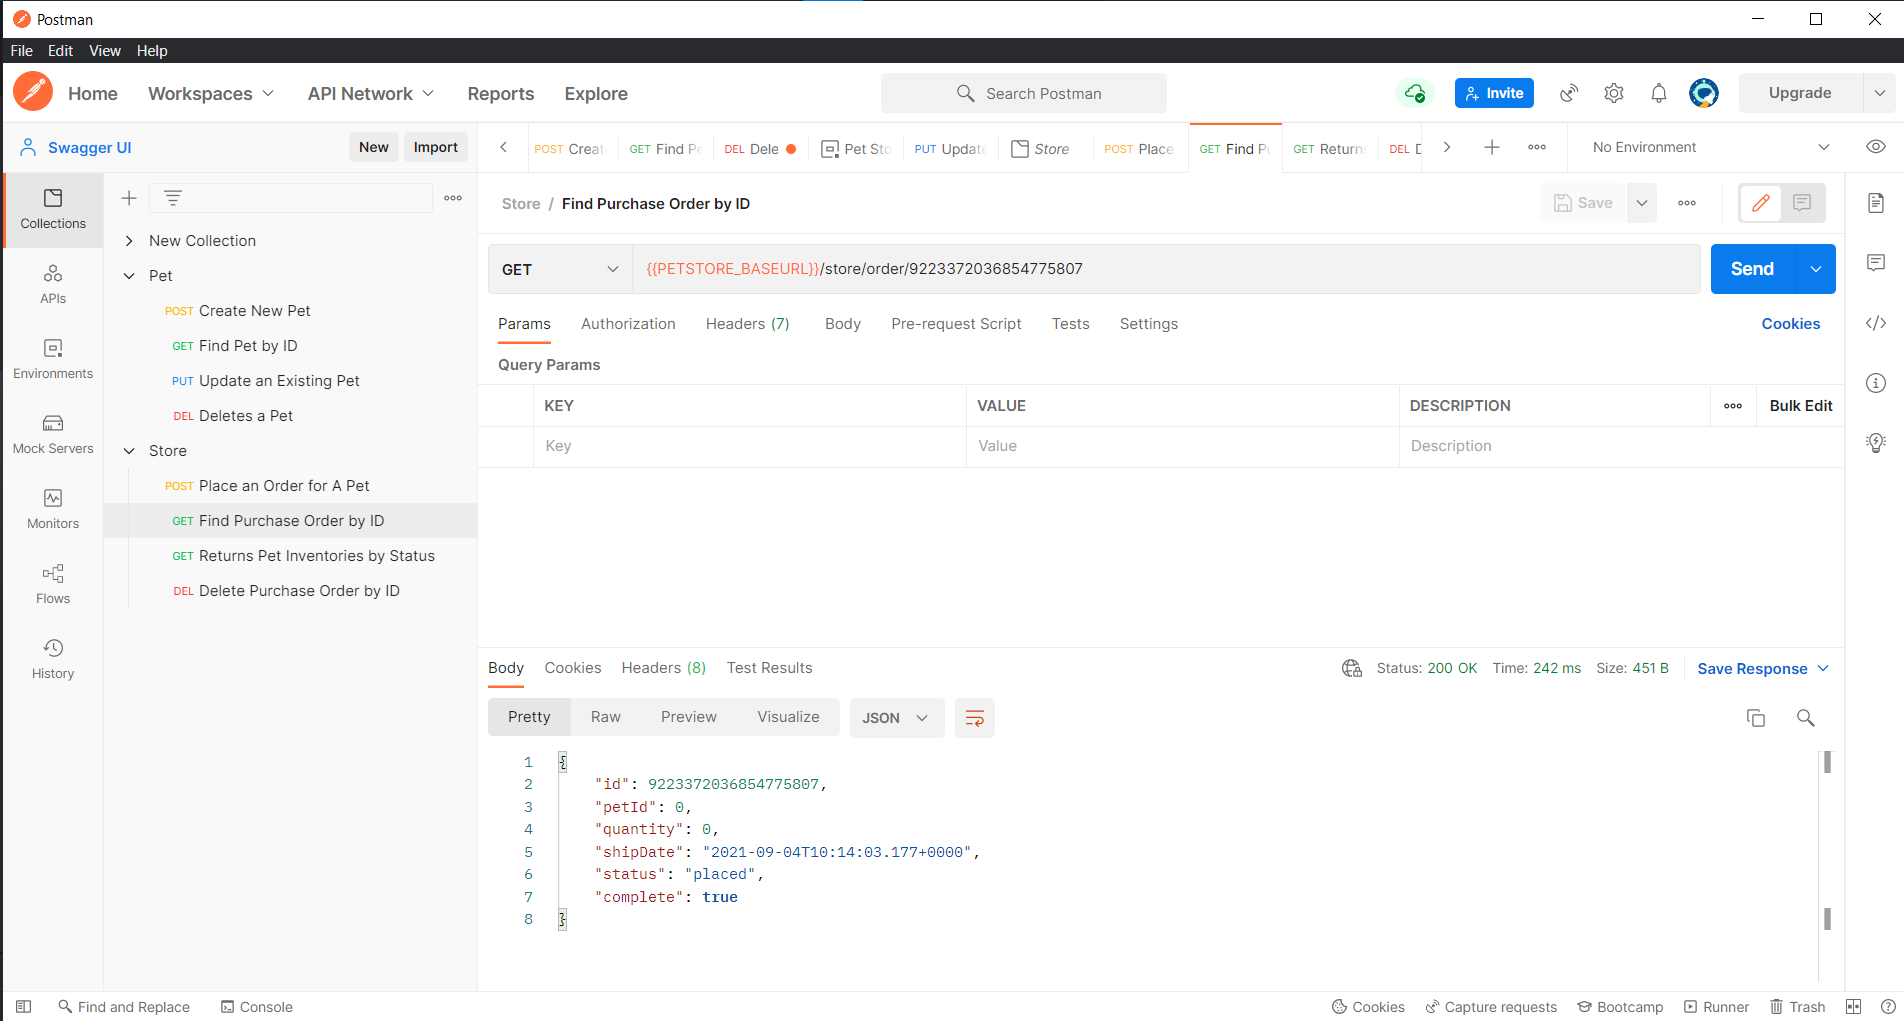 Postman
File Edit View Help
Home Workspaces API Network Reports Explore Search Postman Invite Upgrade
Swagger UI New Import
POST Creat GET Find Pe DEL Dele Pet Sto PUT Update Store POST Place GET Find Pu GET Return: DEL D No Environment
Collections
APIs
Environments
Mock Servers
Monitors
Flows
History
New Collection
Pet
POST Create New Pet
GET Find Pet by ID
PUT Update an Existing Pet
DEL Deletes a Pet
Store
POST Place an Order for A Pet
GET Find Purchase Order by ID
GET Returns Pet Inventories by Status
DEL Delete Purchase Order by ID
Store / Find Purchase Order by ID Save
GET {{PETSTORE_BASEURL}}/store/order/9223372036854775807 Send
Params Authorization Headers (7) Body Pre-request Script Tests Settings Cookies
Query Params
KEY VALUE DESCRIPTION Bulk Edit
Key Value Description
Body Cookies Headers (8) Test Results Status: 200 OK Time: 242 ms Size: 451 B Save Response
Pretty Raw Preview Visualize JSON
1 {
2 "id": 9223372036854775807,
3 "petId": 0,
4 "quantity": 0,
5 "shipDate": "2021-09-04T10:14:03.177+0000",
6 "status": "placed",
7 "complete": true
8 }
Find and Replace Console Cookies Capture requests Bootcamp Runner Trash